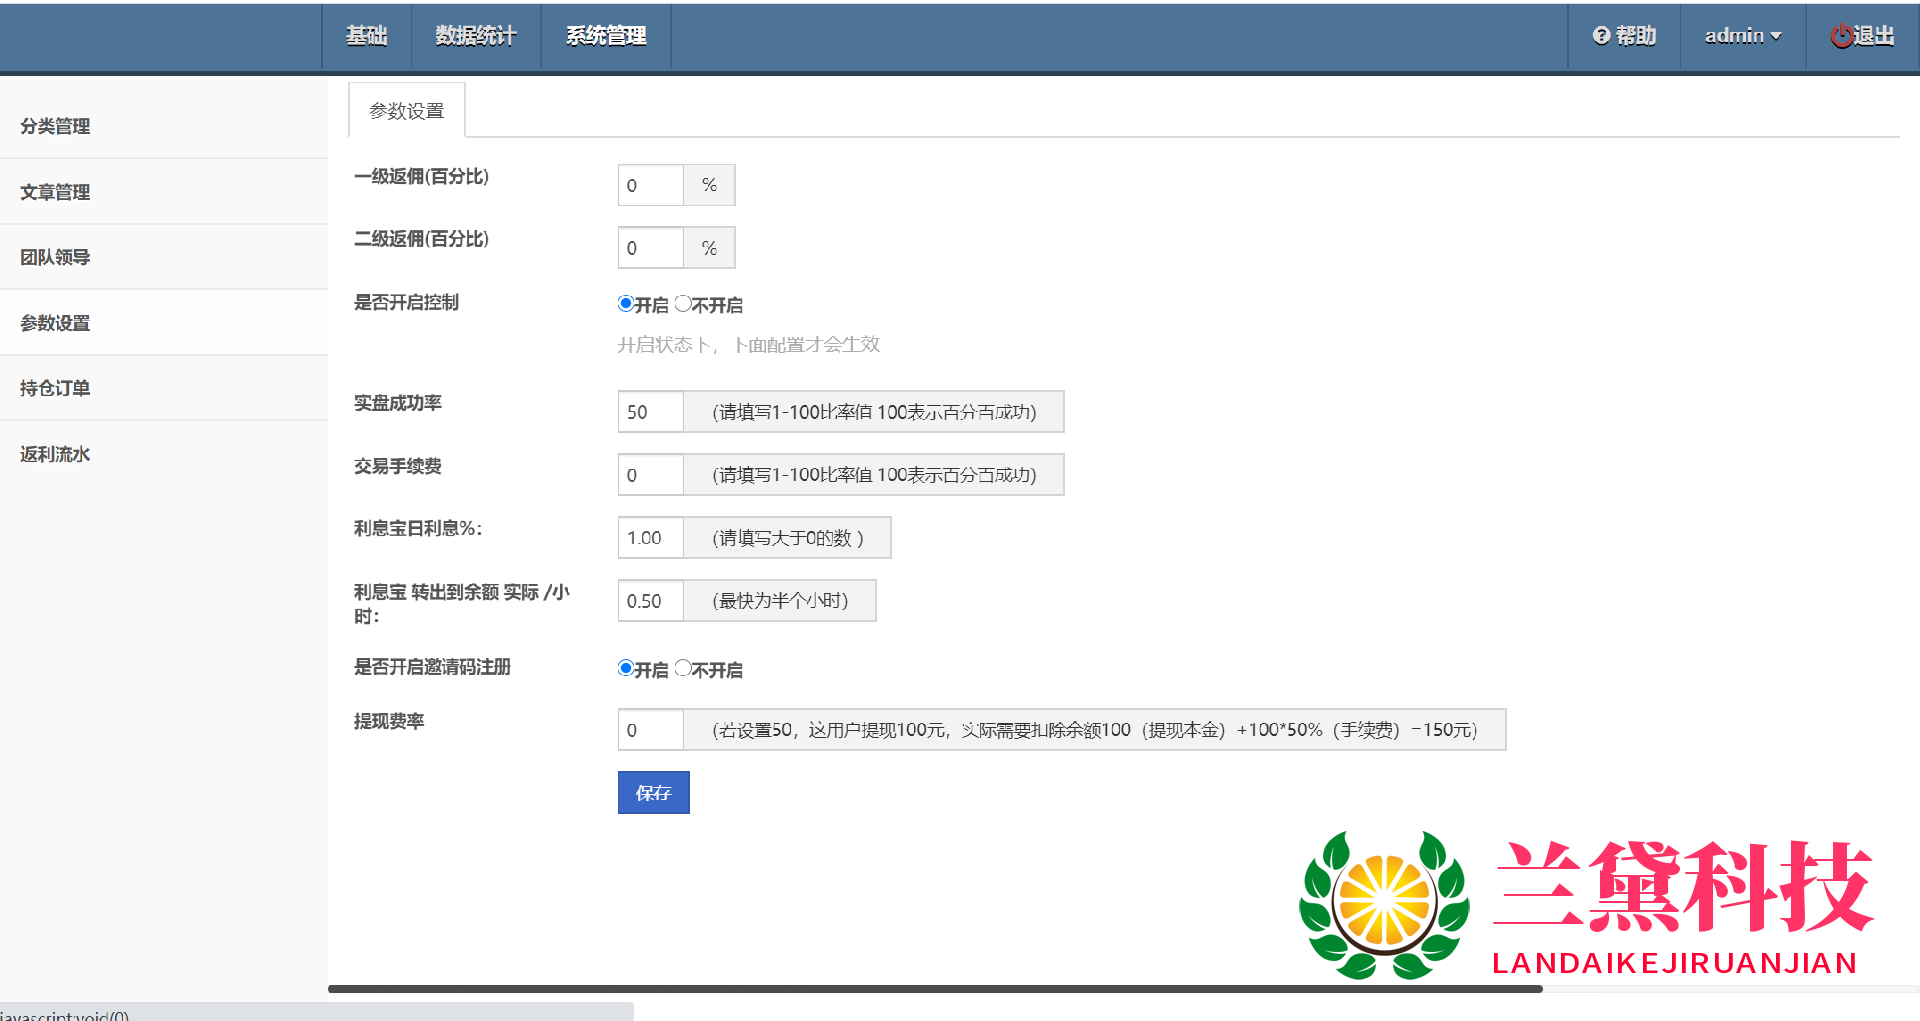 基础 数据统计 系统管理 帮助 admin 退出
参数设置
分类管理
文章管理
团队领导
参数设置
持仓订单
返利流水
一级返佣(百分比) 0 %
二级返佣(百分比) 0 %
是否开启控制 开启 不开启
开启状态下，下面配置才会生效
实盘成功率 50 (请填写1-100比率值 100表示百分百成功)
交易手续费 0 (请填写1-100比率值 100表示百分百成功)
利息宝日利息%： 1.00 (请填写大于0的数 )
利息宝 转出到余额 实际 /小
时： 0.50 (最快为半个小时)
是否开启邀请码注册 开启 不开启
提现费率 0 (若设置50，这用户提现100元，实际需要扣除余额100（提现本金）+100*50%（手续费）=150元)
保存
兰黛科技
LANDAIKEJIRUANJIAN
javascript:void(0)